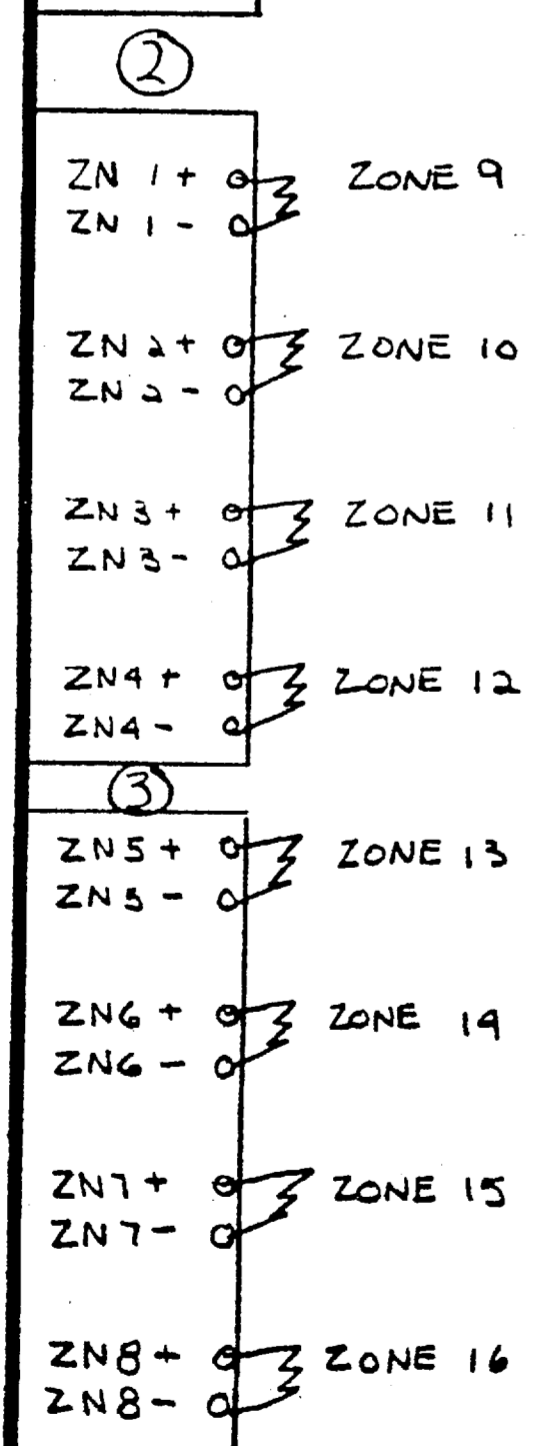 2
ZN 1 + ZONE 9
ZN 1 -
ZN 2 + ZONE 10
ZN 2 -
ZN 3 + ZONE 11
ZN 3 -
ZN4 + ZONE 12
ZN4 -
3
ZN5 + ZONE 13
ZN5 -
ZN6 + ZONE 14
ZN6 -
ZN7 + ZONE 15
ZN7 -
ZN8 + ZONE 16
ZN8 -